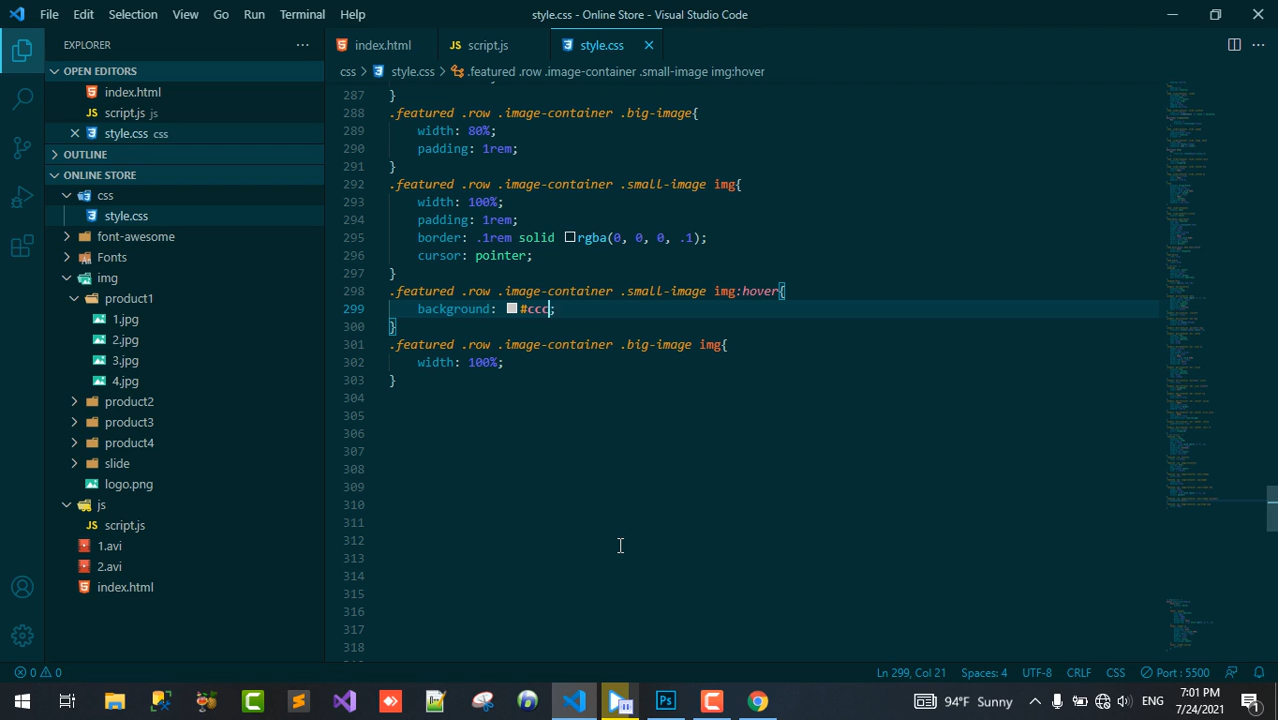 File Edit Selection View Go Run Terminal Help style.css - Online Store - Visual Studio Code
EXPLORER index.html script.js style.css
OPEN EDITORS css style.css .featured .row .image-container .small-image img:hover
index.html
script.js js
style.css css
OUTLINE
ONLINE STORE
css
style.css
font-awesome
Fonts
img
product1
1.jpg
2.jpg
3.jpg
4.jpg
product2
product3
product4
slide
logo.png
js
script.js
1.avi
2.avi
index.html
287 }
288 .featured .row .image-container .big-image{
289 width: 80%;
290 padding: 1rem;
291 }
292 .featured .row .image-container .small-image img{
293 width: 100%;
294 padding: 1rem;
295 border: .1rem solid rgba(0, 0, 0, .1);
296 cursor: pointer;
297 }
298 .featured .row .image-container .small-image img:hover{
299 background: #ccc;
300 }
301 .featured .row .image-container .big-image img{
302 width: 100%;
303 }
304
305
306
307
308
309
310
311
312
313
314
315
316
317
318
0 0 Ln 299, Col 21 Spaces: 4 UTF-8 CRLF CSS Port : 5500
Ps 94°F Sunny ENG 7:01 PM
7/24/2021 1